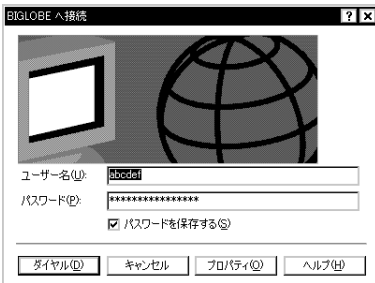 BIGLOBE へ接続
ユーザー名(U):
abcdef
パスワード(P):
****************
パスワードを保存する(S)
ダイヤル(D) キャンセル プロパティ(O) ヘルプ(H)